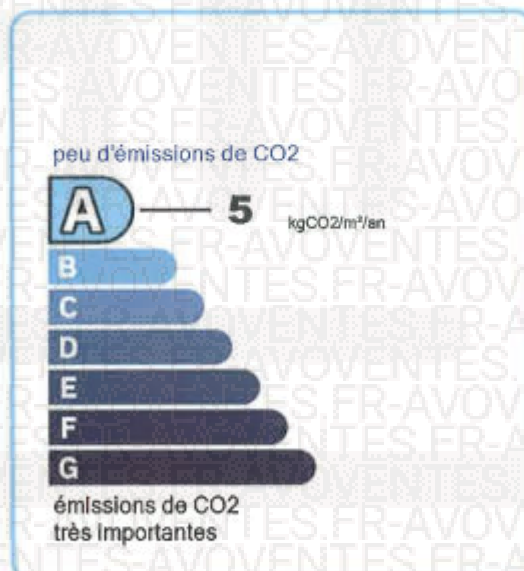 peu d'émissions de CO2
A 5 kgCO2/m²/an
B
C
D
E
F
G
émissions de CO2
très importantes